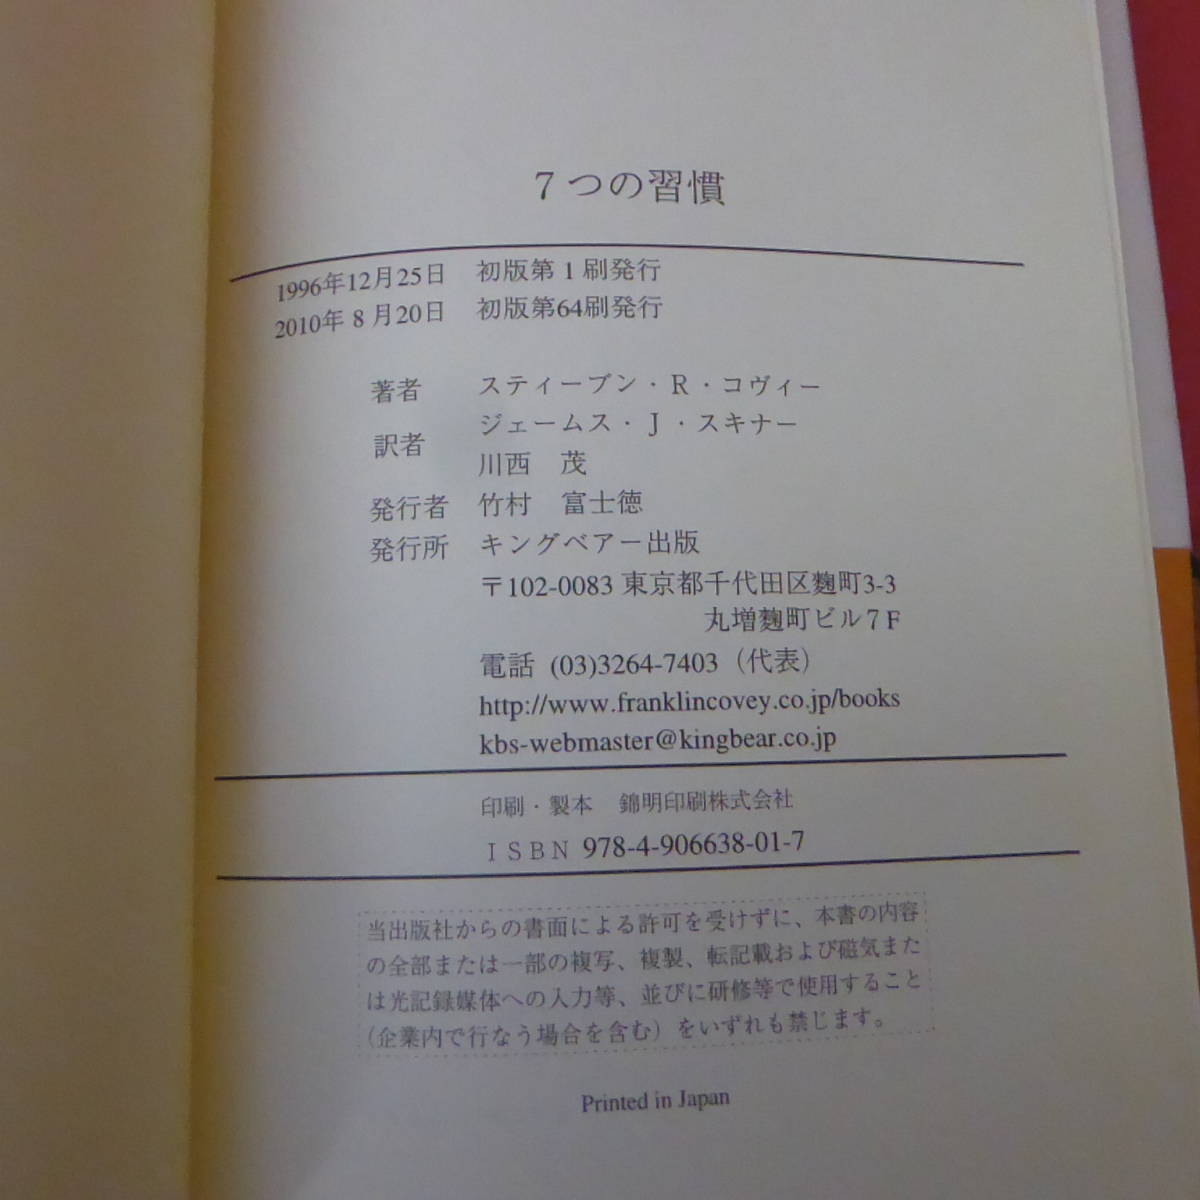 7つの習慣
1996年12月25日 初版第1刷発行
2010年8月20日 初版第64刷発行
著者 スティーブン・R・コヴィー
訳者 ジェームス・J・スキナー
川西 茂
発行者 竹村 富士徳
発行所 キングベアー出版
〒102-0083 東京都千代田区麴町3-3
丸増麴町ビル7F
電話 (03)3264-7403(代表)
http://www.franklincovey.co.jp/books
kbs-webmaster@kingbear.co.jp
印刷・製本 錦明印刷株式会社
ISBN 978-4-906638-01-7
当出版社からの書面による許可を受けずに、本書の内容
の全部または一部の複写、複製、転記載および磁気また
は光記録媒体への入力等、並びに研修等で使用すること
(企業内で行なう場合を含む)をいずれも禁じます。
Printed in Japan